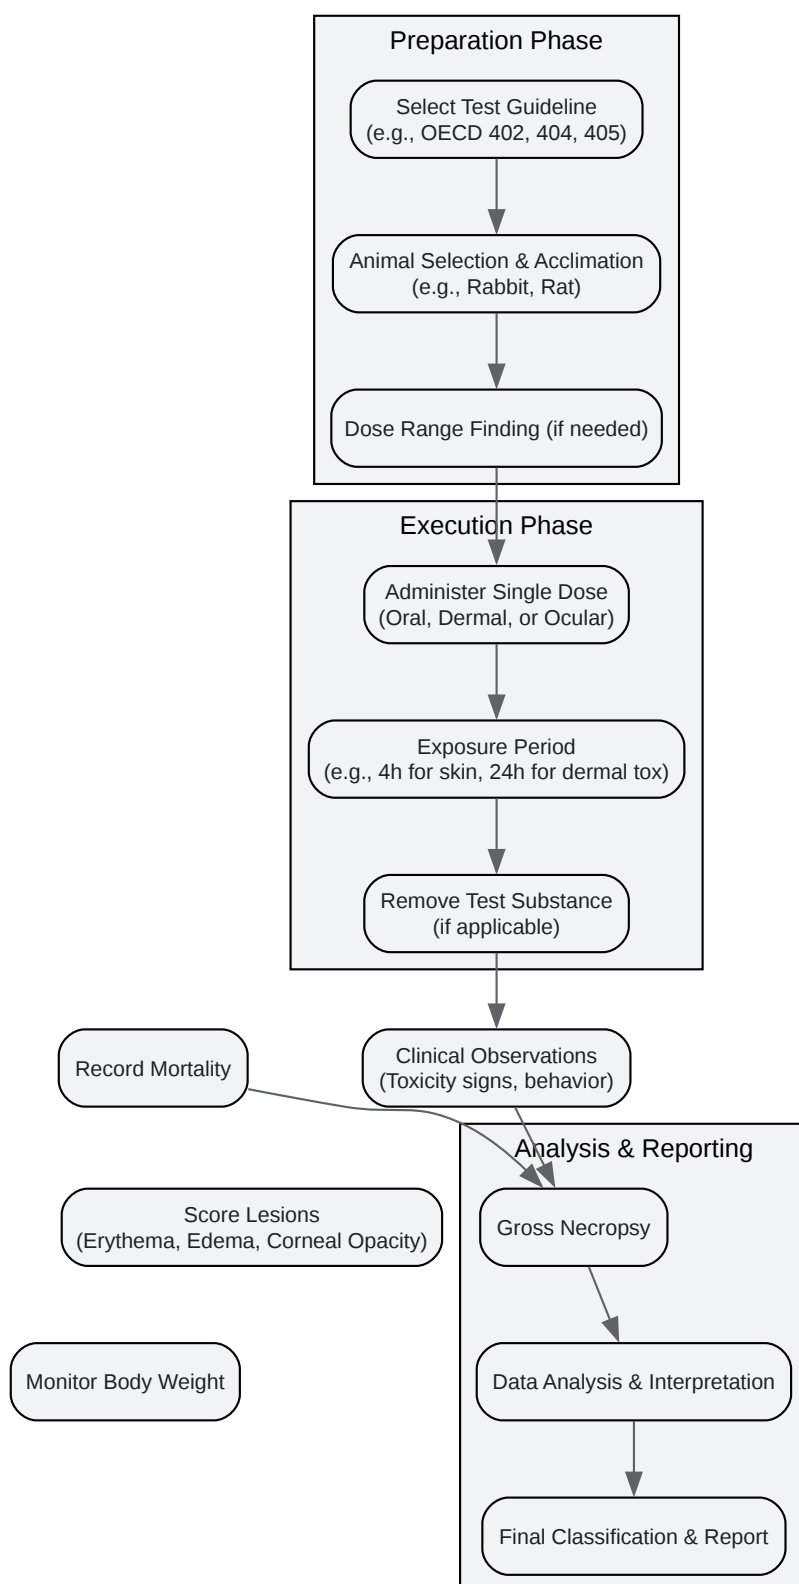 Preparation Phase
Select Test Guideline
(e.g., OECD 402, 404, 405)
Animal Selection & Acclimation
(e.g., Rabbit, Rat)
Dose Range Finding (if needed)
Execution Phase
Administer Single Dose
(Oral, Dermal, or Ocular)
Exposure Period
(e.g., 4h for skin, 24h for dermal tox)
Remove Test Substance
(if applicable)
Record Mortality
Clinical Observations
(Toxicity signs, behavior)
Analysis & Reporting
Score Lesions
(Erythema, Edema, Corneal Opacity)
Gross Necropsy
Monitor Body Weight
Data Analysis & Interpretation
Final Classification & Report